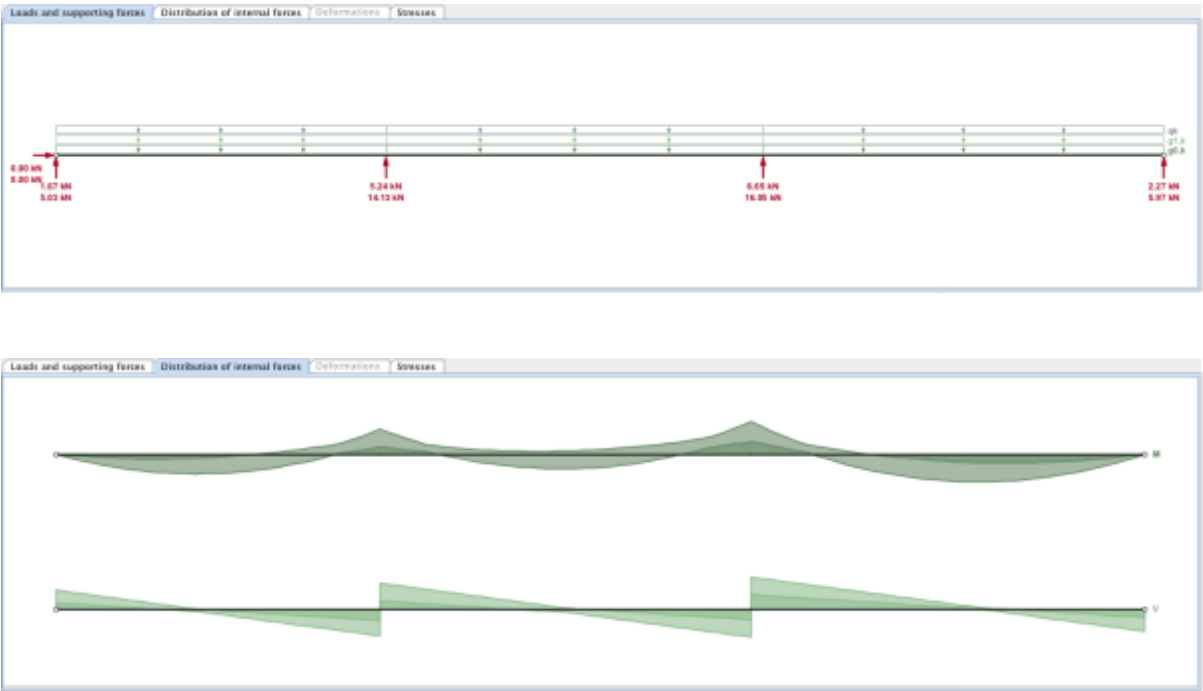 Loads and supporting forces Distribution of internal forces Deformations Stresses
qk
g1,k
g0,k
0.00 kN
0.00 kN
1.67 kN 5.24 kN 6.65 kN 2.27 kN
5.03 kN 14.13 kN 16.05 kN 5.87 kN
Loads and supporting forces Distribution of internal forces Deformations Stresses
M
V